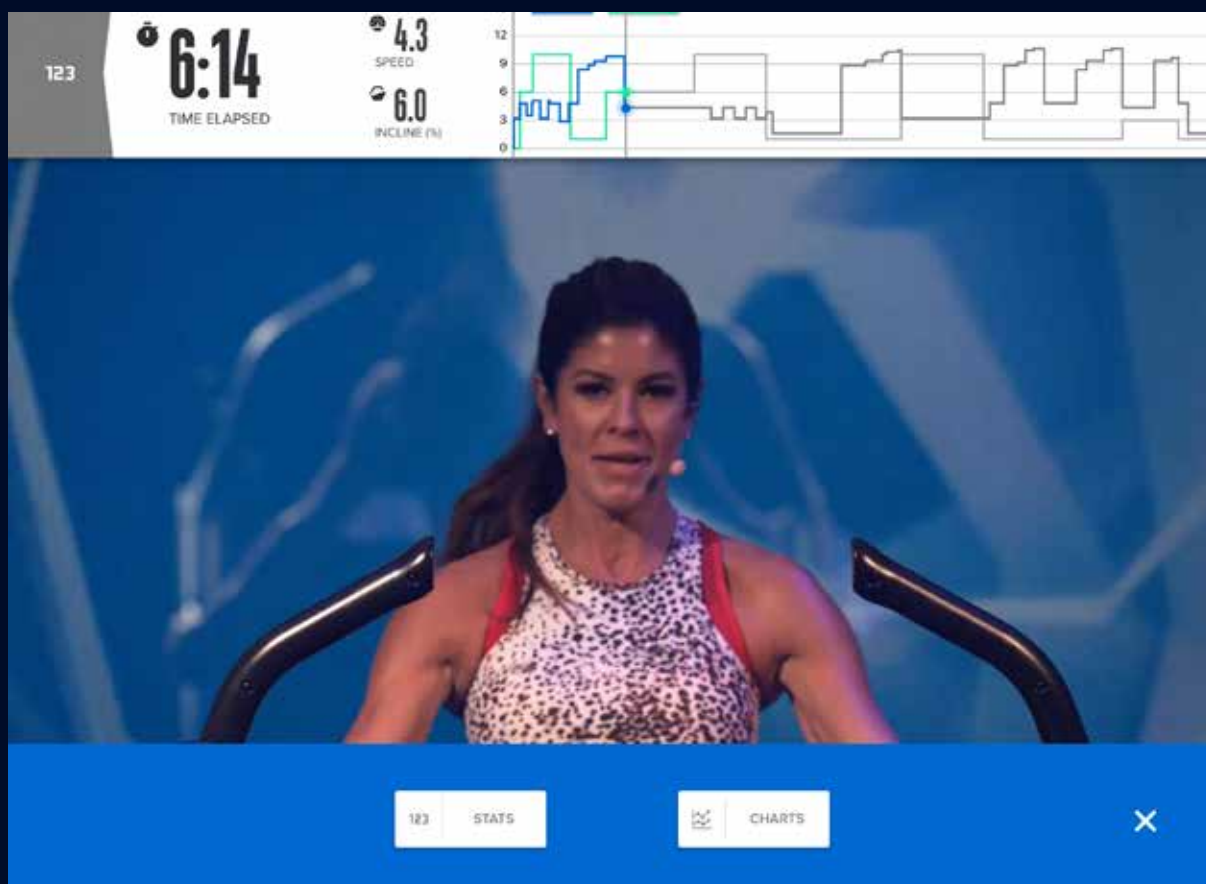 123
6:14
TIME ELAPSED
4.3
SPEED
6.0
INCLINE (%)
12
9
6
3
0
123 STATS
CHARTS